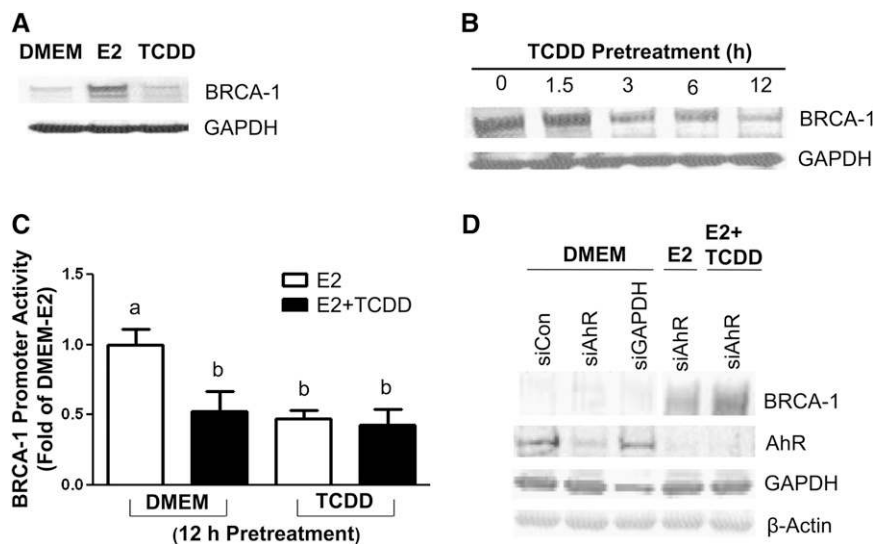 A
DMEM E2 TCDD
BRCA-1
GAPDH
B
TCDD Pretreatment (h)
0 1.5 3 6 12
BRCA-1
GAPDH
C
BRCA-1 Promoter Activity
(Fold of DMEM-E2)
1.5
1.0
0.5
0.0
a
b
b
b
E2
E2+TCDD
DMEM
TCDD
(12 h Pretreatment)
D
DMEM
E2
E2+
TCDD
siCon
siAhR
siGAPDH
siAhR
siAhR
BRCA-1
AhR
GAPDH
β-Actin